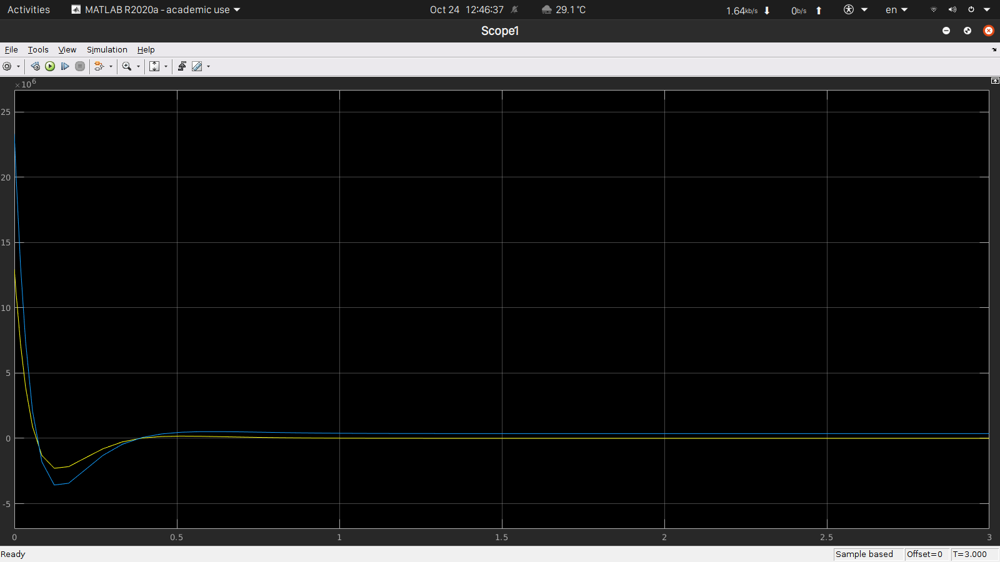 Activities MATLAB R2020a - academic use Oct 24 12:46:37 29.1 °C 1.64kb/s 0b/s en
Scope1
File Tools View Simulation Help
×10^6
25
20
15
10
5
0
-5
0 0.5 1 1.5 2 2.5 3
Ready Sample based Offset=0 T=3.000